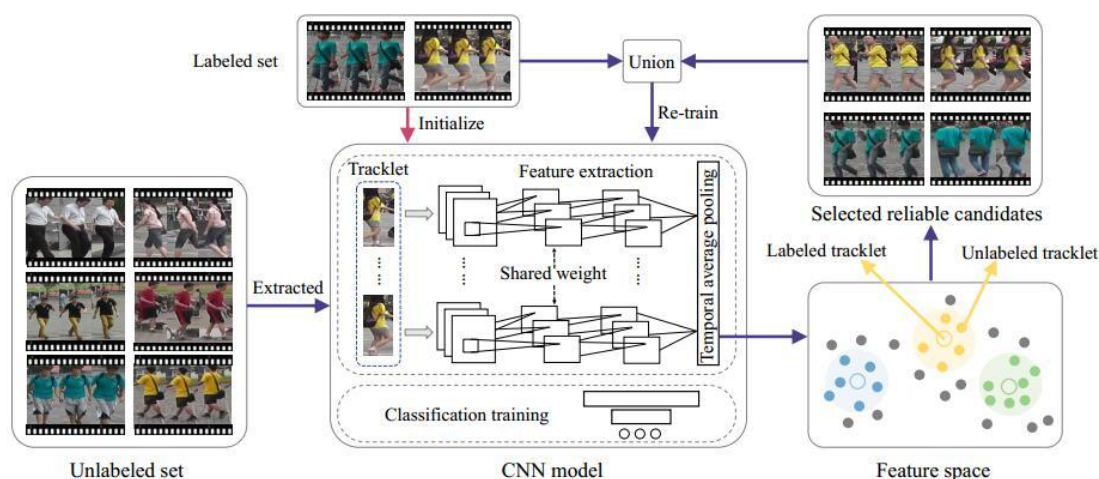 Labeled set
Union
Initialize
Re-train
Tracklet
Feature extraction
Shared weight
Temporal average pooling
Classification training
Extracted
Unlabeled set
CNN model
Selected reliable candidates
Labeled tracklet
Unlabeled tracklet
Feature space